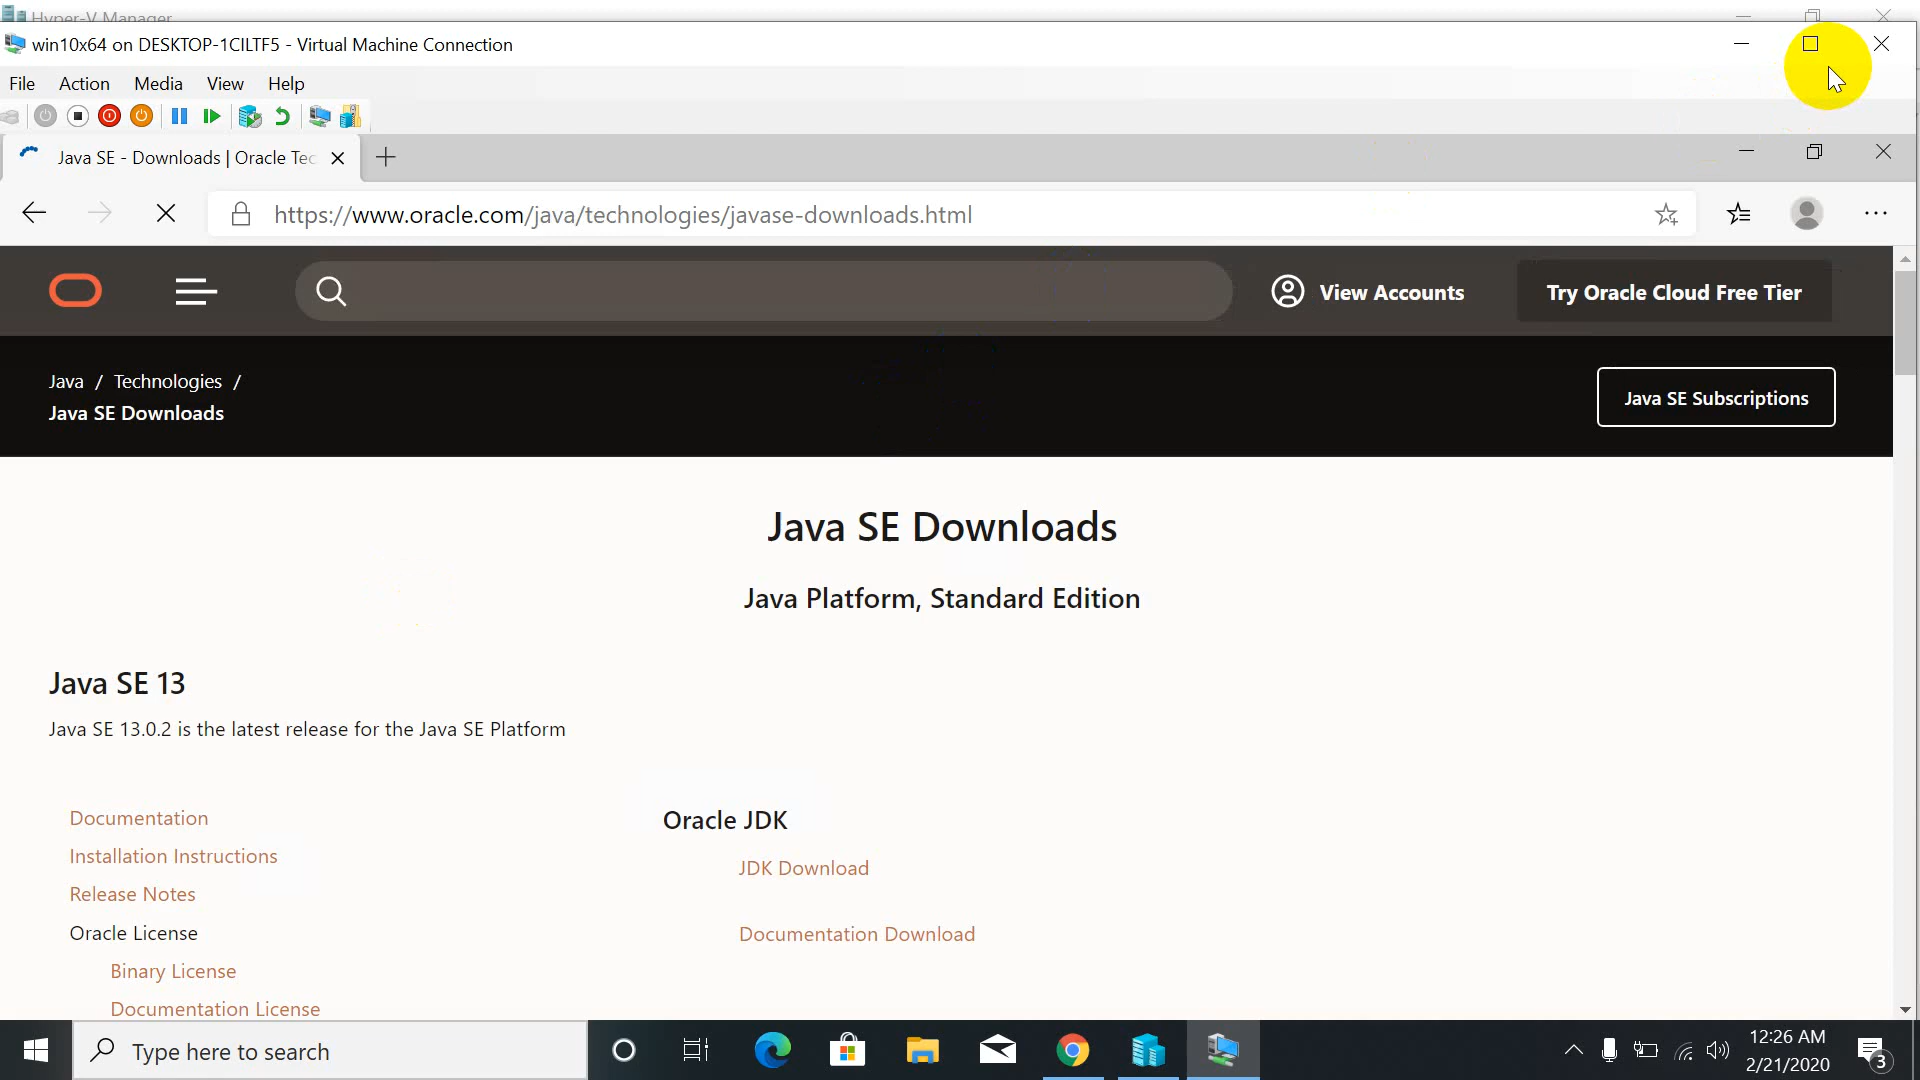 Hyper-V Manager
win10x64 on DESKTOP-1CILTF5 - Virtual Machine Connection
File Action Media View Help
Java SE - Downloads | Oracle Tec
https://www.oracle.com/java/technologies/javase-downloads.html
View Accounts
Try Oracle Cloud Free Tier
Java / Technologies /
Java SE Downloads
Java SE Subscriptions
Java SE Downloads
Java Platform, Standard Edition
Java SE 13
Java SE 13.0.2 is the latest release for the Java SE Platform
Documentation
Installation Instructions
Release Notes
Oracle License
Binary License
Documentation License
Oracle JDK
JDK Download
Documentation Download
Type here to search
12:26 AM
2/21/2020
3